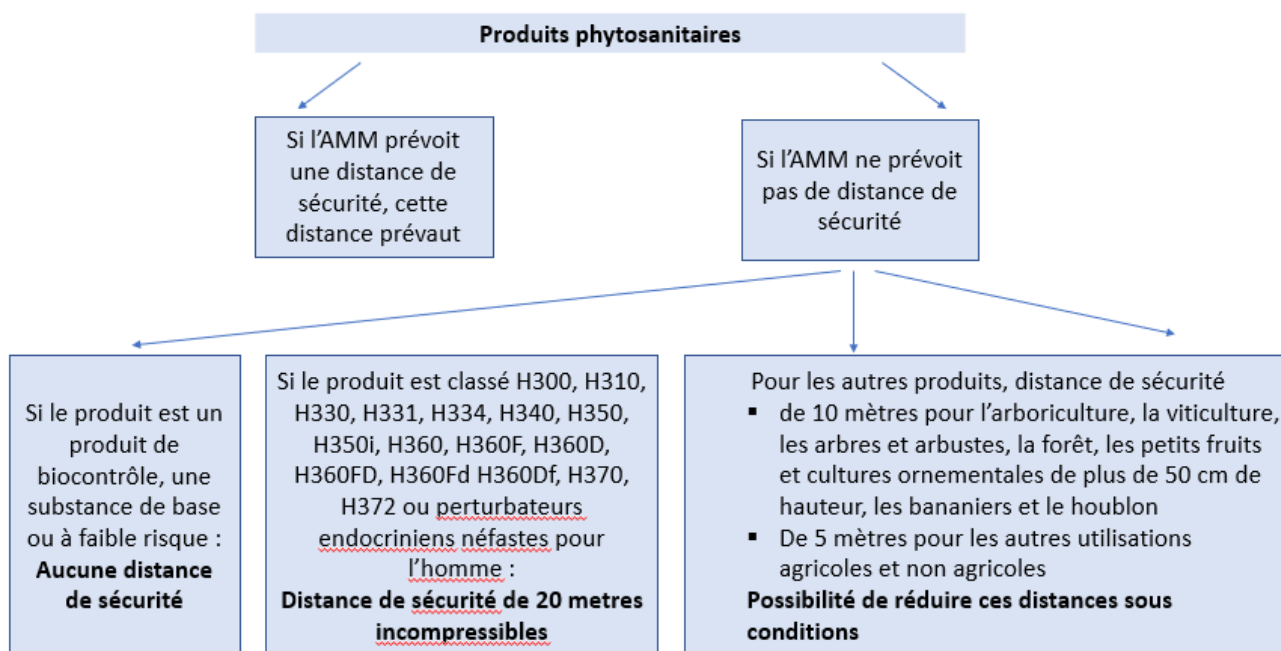 Produits phytosanitaires
Si l'AMM prévoit
une distance de
sécurité, cette
distance prévaut
Si l'AMM ne prévoit
pas de distance de
sécurité
Si le produit est un
produit de
biocontrôle, une
substance de base
ou à faible risque :
Aucune distance
de sécurité
Si le produit est classé H300, H310,
H330, H331, H334, H340, H350,
H350i, H360, H360F, H360D,
H360FD, H360Fd H360Df, H370,
H372 ou perturbateurs
endocriniens néfastes pour
l'homme :
Distance de sécurité de 20 metres
incompressibles
Pour les autres produits, distance de sécurité
▪ de 10 mètres pour l'arboriculture, la viticulture,
les arbres et arbustes, la forêt, les petits fruits
et cultures ornementales de plus de 50 cm de
hauteur, les bananiers et le houblon
▪ De 5 mètres pour les autres utilisations
agricoles et non agricoles
Possibilité de réduire ces distances sous
conditions